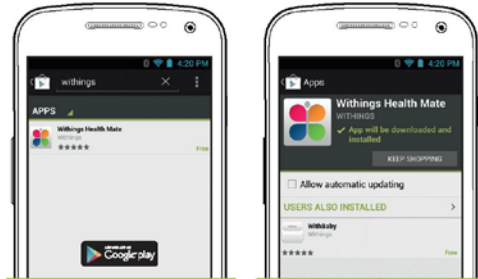 4:20 PM
withings
APPS
Withings Health Mate
Withings
Free
Google play
4:20 PM
Apps
Withings Health Mate
WITHINGS
App will be downloaded and
installed
KEEP SHOPPING
Allow automatic updating
USERS ALSO INSTALLED
WithBaby
Withings
Free